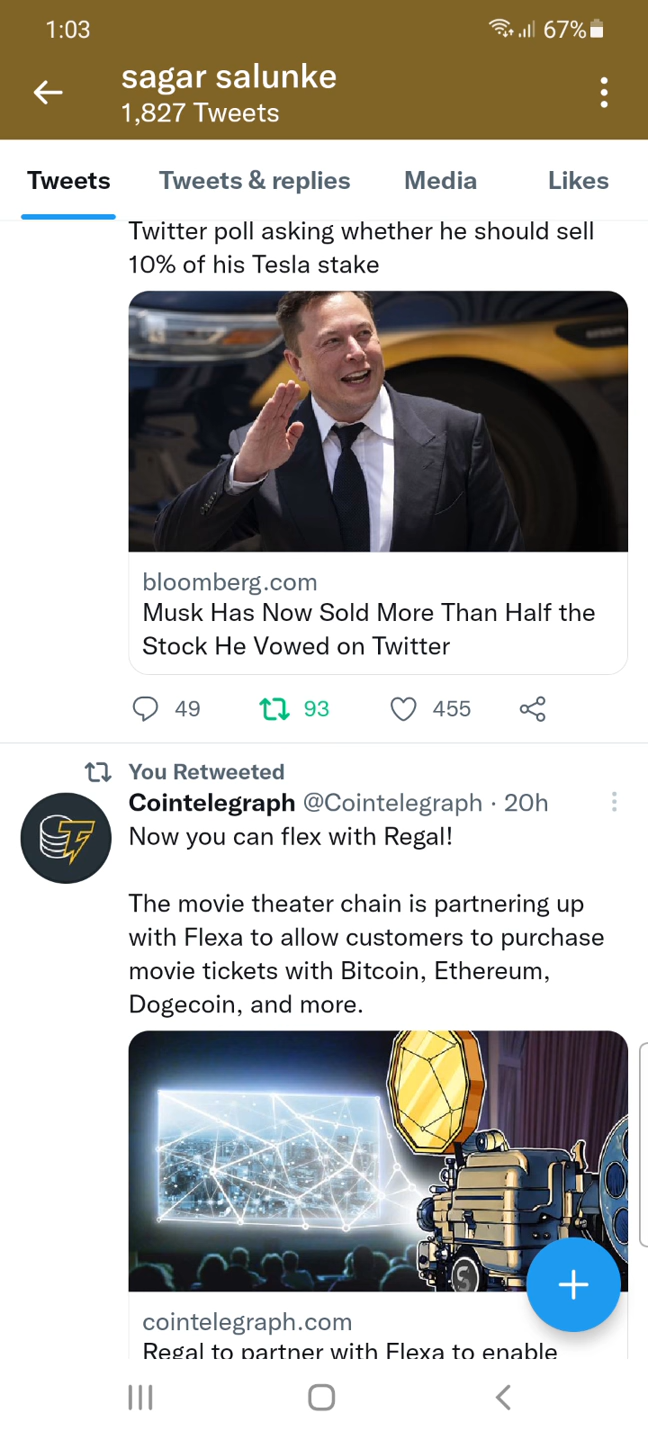 1:03
67%
sagar salunke
1,827 Tweets
Tweets
Tweets & replies
Media
Likes
Twitter poll asking whether he should sell
10% of his Tesla stake
bloomberg.com
Musk Has Now Sold More Than Half the
Stock He Vowed on Twitter
49
93
455
You Retweeted
Cointelegraph @Cointelegraph · 20h
Now you can flex with Regal!
The movie theater chain is partnering up
with Flexa to allow customers to purchase
movie tickets with Bitcoin, Ethereum,
Dogecoin, and more.
cointelegraph.com
Regal to partner with Flexa to enable